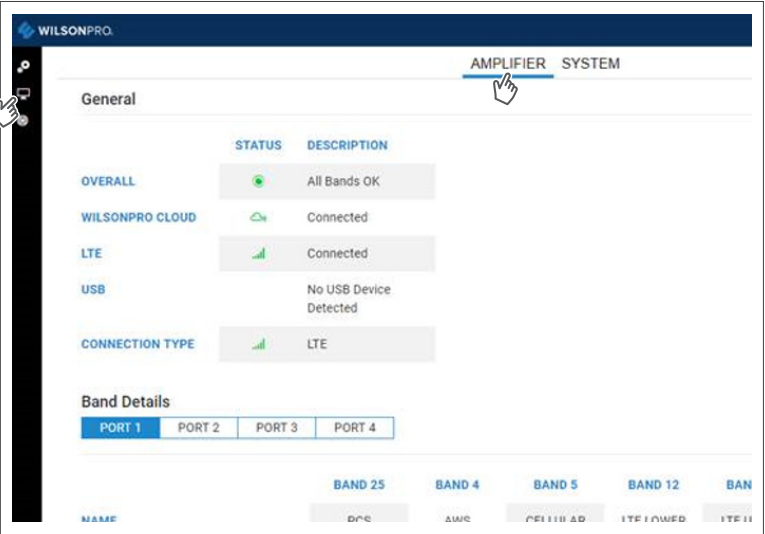 WILSONPRO.
AMPLIFIER SYSTEM
General
STATUS DESCRIPTION
OVERALL All Bands OK
WILSONPRO CLOUD Connected
LTE Connected
USB No USB Device
Detected
CONNECTION TYPE LTE
Band Details
PORT 1 PORT 2 PORT 3 PORT 4
BAND 25 BAND 4 BAND 5 BAND 12 BAN
NAME PCS AWS CELLULAR LTE LOWER LTE U